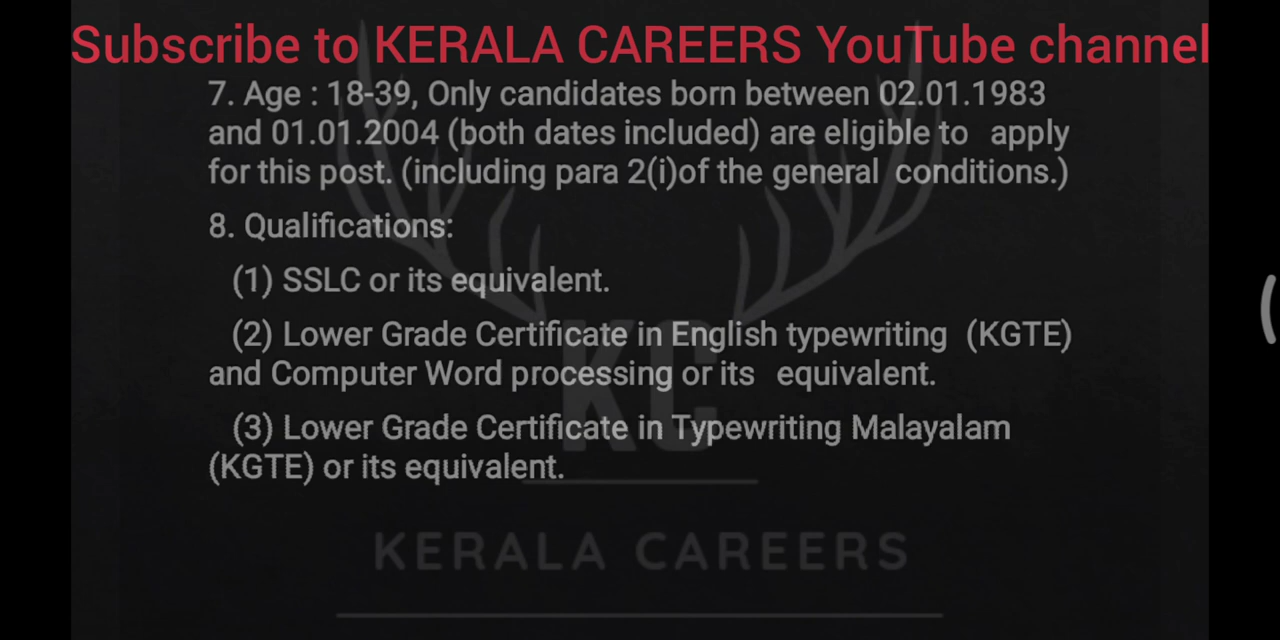 Subscribe to KERALA CAREERS YouTube channel
7. Age : 18-39, Only candidates born between 02.01.1983
and 01.01.2004 (both dates included) are eligible to apply
for this post. (including para 2(i)of the general conditions.)
8. Qualifications:
(1) SSLC or its equivalent.
(2) Lower Grade Certificate in English typewriting (KGTE)
and Computer Word processing or its equivalent.
(3) Lower Grade Certificate in Typewriting Malayalam
(KGTE) or its equivalent.
KC
KERALA CAREERS